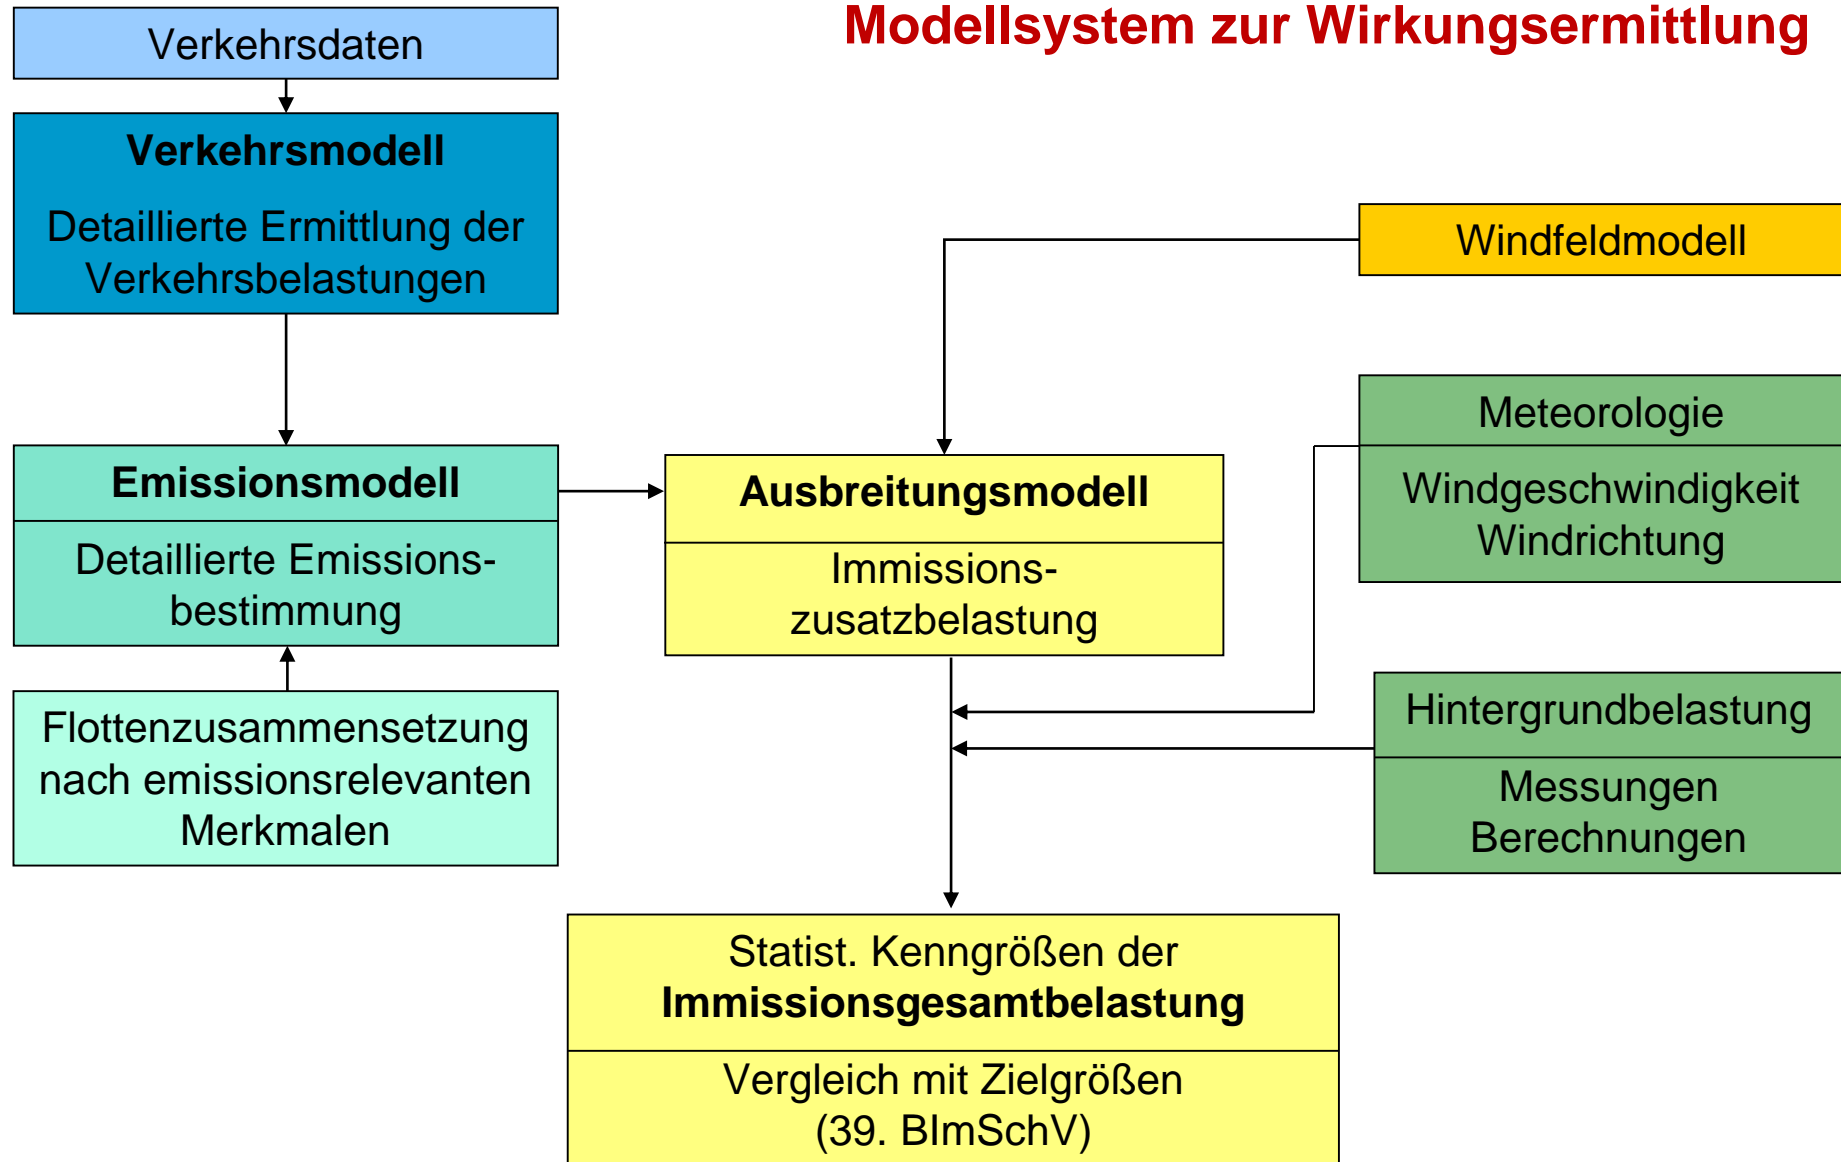 Modellsystem zur Wirkungsermittlung
Verkehrsdaten
Verkehrsmodell
Detaillierte Ermittlung der
Verkehrsbelastungen
Windfeldmodell
Meteorologie
Windgeschwindigkeit
Windrichtung
Emissionsmodell
Detaillierte Emissions-
bestimmung
Ausbreitungsmodell
Immissions-
zusatzbelastung
Flottenzusammensetzung
nach emissionsrelevanten
Merkmalen
Hintergrundbelastung
Messungen
Berechnungen
Statist. Kenngrößen der
Immissionsgesamtbelastung
Vergleich mit Zielgrößen
(39. BImSchV)